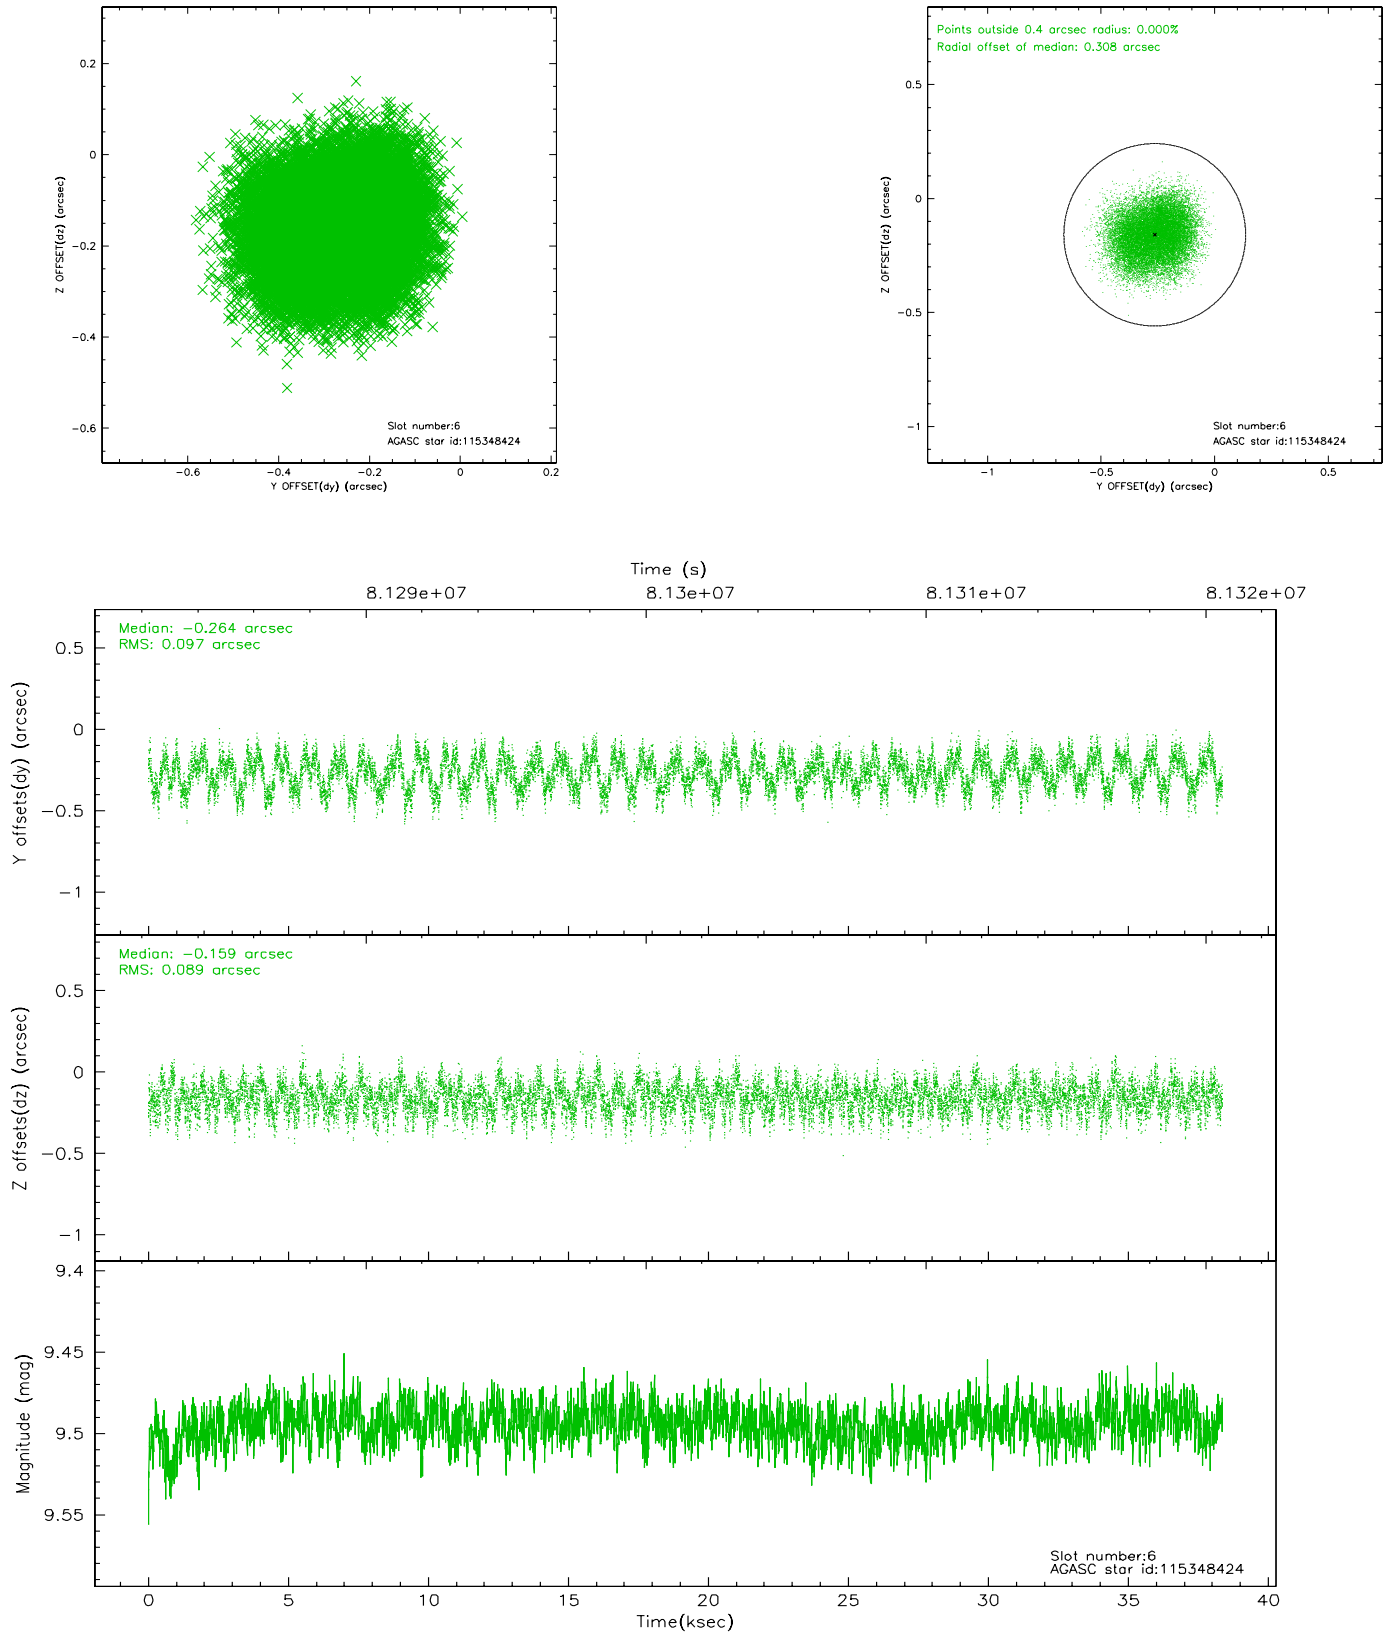 0.2
0
−0.2
−0.4
−0.6
Z OFFSET(dz) (arcsec)
−0.6
−0.4
−0.2
0
0.2
Y OFFSET(dy) (arcsec)
Slot number:6
AGASC star id:115348424
Points outside 0.4 arcsec radius: 0.000%
Radial offset of median: 0.308 arcsec
0.5
0
−0.5
−1
Z OFFSET(dz) (arcsec)
−1
−0.5
0
0.5
Y OFFSET(dy) (arcsec)
Slot number:6
AGASC star id:115348424
Time (s)
8.129e+07
8.13e+07
8.131e+07
8.132e+07
Median: −0.264 arcsec
RMS: 0.097 arcsec
0.5
0
−0.5
−1
Y offsets(dy) (arcsec)
Median: −0.159 arcsec
RMS: 0.089 arcsec
0.5
0
−0.5
−1
Z offsets(dz) (arcsec)
9.4
9.45
9.5
9.55
Magnitude (mag)
Slot number:6
AGASC star id:115348424
0
5
10
15
20
25
30
35
40
Time(ksec)